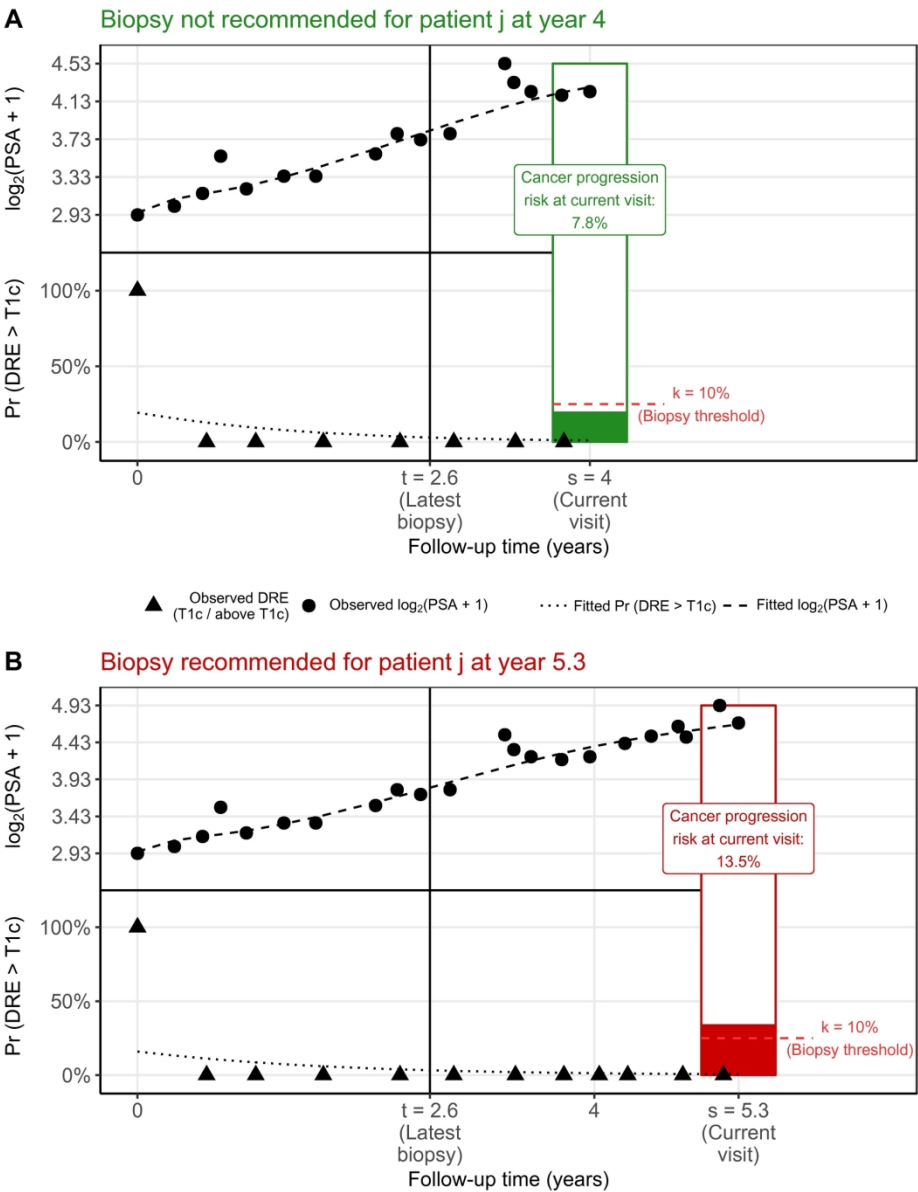 A
Biopsy not recommended for patient j at year 4
log₂(PSA + 1)
4.53
4.13
3.73
3.33
2.93
Cancer progression
risk at current visit:
7.8%
Pr (DRE > T1c)
100%
50%
0%
k = 10%
(Biopsy threshold)
0
t = 2.6
(Latest
biopsy)
s = 4
(Current
visit)
Follow-up time (years)
Observed DRE
(T1c / above T1c)
Observed log₂(PSA + 1)
Fitted Pr (DRE > T1c)
Fitted log₂(PSA + 1)
B
Biopsy recommended for patient j at year 5.3
log₂(PSA + 1)
4.93
4.43
3.93
3.43
2.93
Cancer progression
risk at current visit:
13.5%
Pr (DRE > T1c)
100%
50%
0%
k = 10%
(Biopsy threshold)
0
t = 2.6
(Latest
biopsy)
4
s = 5.3
(Current
visit)
Follow-up time (years)